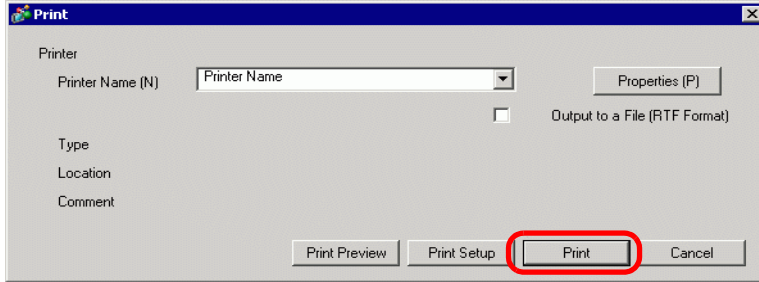 Print
Printer
Printer Name (N) Printer Name Properties (P)
Output to a File (RTF Format)
Type
Location
Comment
Print Preview Print Setup Print Cancel